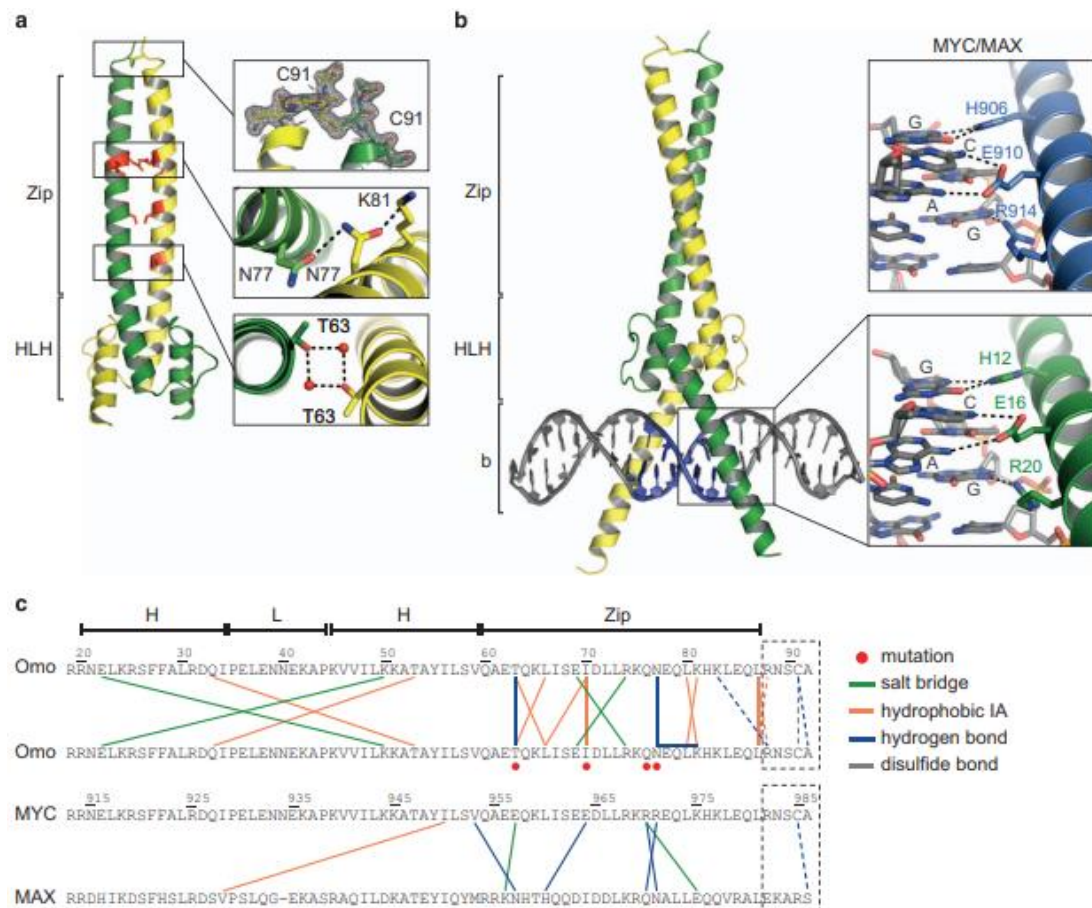 a
b
MYC/MAX
Zip
HLH
C91
C91
K81
N77
N77
T63
T63
Zip
HLH
b
G
H906
C
E910
A
R914
G
G
H12
C
E16
A
R20
G
c
H L H Zip
20 30 40 50 60 70 80 90
Omo RRNELKRSFFALRDQIPELENNEKAPKVVILKKATAYILSVQAETQKLISEIDLLRKQNEQLKHKLEQLRNSCA
Omo RRNELKRSFFALRDQIPELENNEKAPKVVILKKATAYILSVQAETQKLISEIDLLRKQNEQLKHKLEQLRNSCA
915 925 935 945 955 965 975 985
MYC RRNELKRSFFALRDQIPELENNEKAPKVVILKKATAYILSVQAEEQKLISEEDLLRKRREQLKHKLEQLRNSCA
MAX RRDHIKDSFHSLRDSVPSLQG-EKASRAQILDKATEYIQYMRRKNHTHQQDIDDLKRQNALLEQQVRALEKARS
mutation
salt bridge
hydrophobic IA
hydrogen bond
disulfide bond